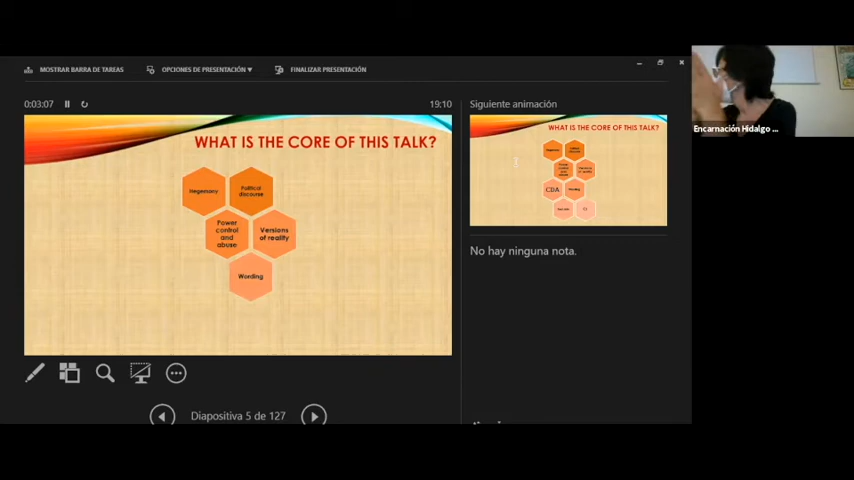 MOSTRAR BARRA DE TAREAS
OPCIONES DE PRESENTACIÓN
FINALIZAR PRESENTACIÓN
0:03:07
19:10
WHAT IS THE CORE OF THIS TALK?
Hegemony
Political
discourse
Power
control
and
abuse
Versions
of reality
Wording
Diapositiva 5 de 127
Siguiente animación
WHAT IS THE CORE OF THIS TALK?
CDA
Wording
No hay ninguna nota.
Encarnación Hidalgo ...